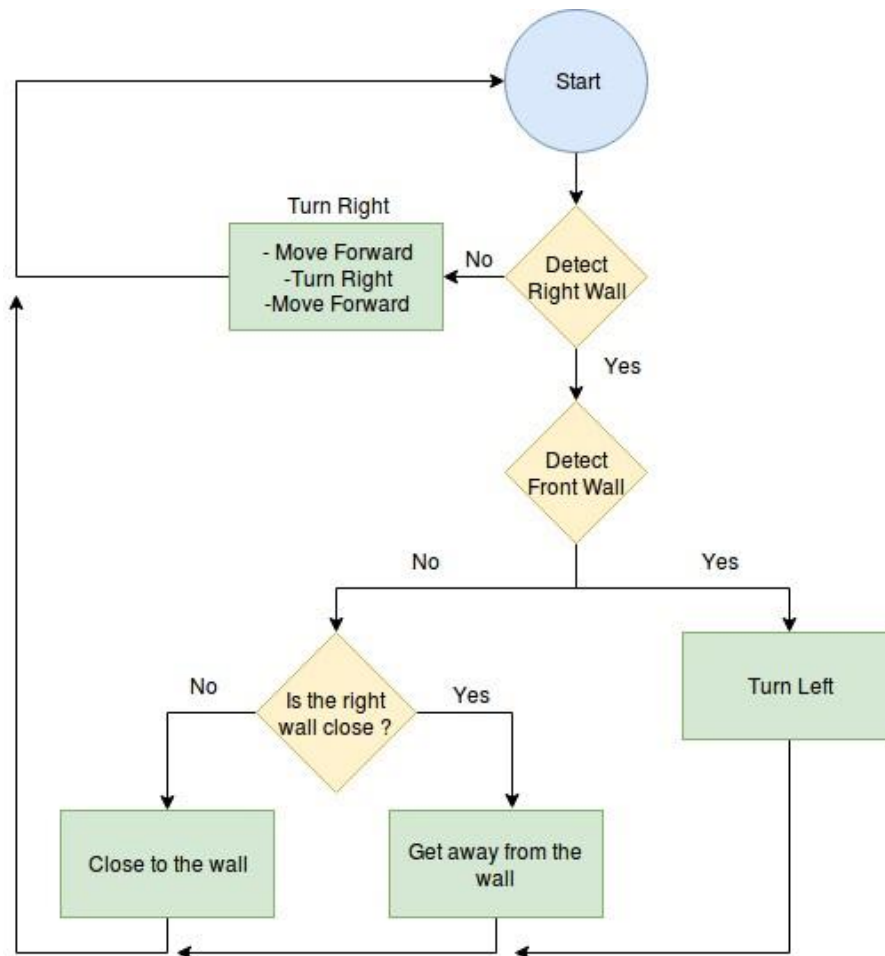 Start
Turn Right
- Move Forward
-Turn Right
-Move Forward
No
Detect
Right Wall
Yes
Detect
Front Wall
No
Yes
No
Is the right
wall close ?
Yes
Turn Left
Close to the wall
Get away from the
wall